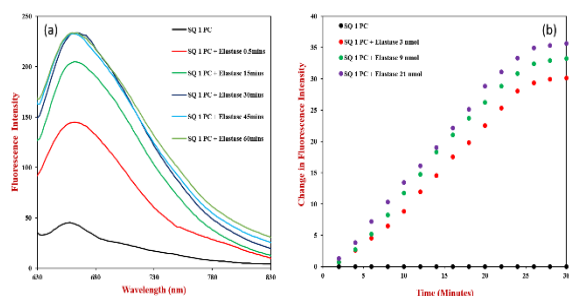 (a)
SQ 1 PC
SQ 1 PC + Elastase 0.5mins
SQ 1 PC + Elastase 15mins
SQ 1 PC + Elastase 30mins
SQ 1 PC + Elastase 45mins
SQ 1 PC + Elastase 60mins
Fluorescence Intensity
250
200
150
100
50
0
630 680 730 780 830
Wavelength (nm)
(b)
SQ 1 PC
SQ 1 PC + Elastase 3 nmol
SQ 1 PC + Elastase 9 nmol
SQ 1 PC + Elastase 21 nmol
Change in Fluorescence Intensity
40
35
30
25
20
15
10
5
0
0 5 10 15 20 25 30
Time (Minutes)